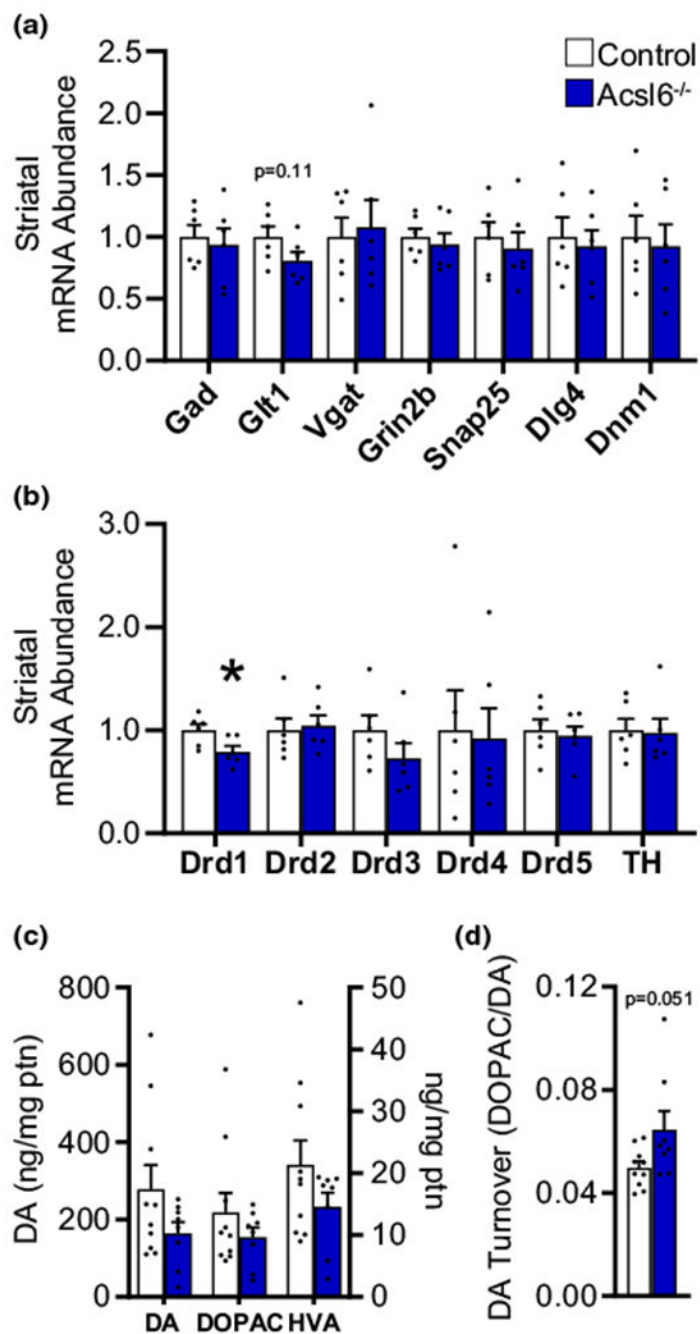 (a)
2.5
2.0
1.5
1.0
0.5
0.0
Striatal
mRNA Abundance
Control
Acsl6-/-
p=0.11
Gad
Glt1
Vgat
Grin2b
Snap25
Dlg4
Dnm1
(b)
3.0
2.0
1.0
0.0
Striatal
mRNA Abundance
*
Drd1 Drd2 Drd3 Drd4 Drd5 TH
(c)
800
600
400
200
0
DA (ng/mg ptn)
50
40
30
20
10
0
ng/mg ptn
DA DOPAC HVA
(d)
0.12
0.08
0.04
0.00
DA Turnover (DOPAC/DA)
p=0.051